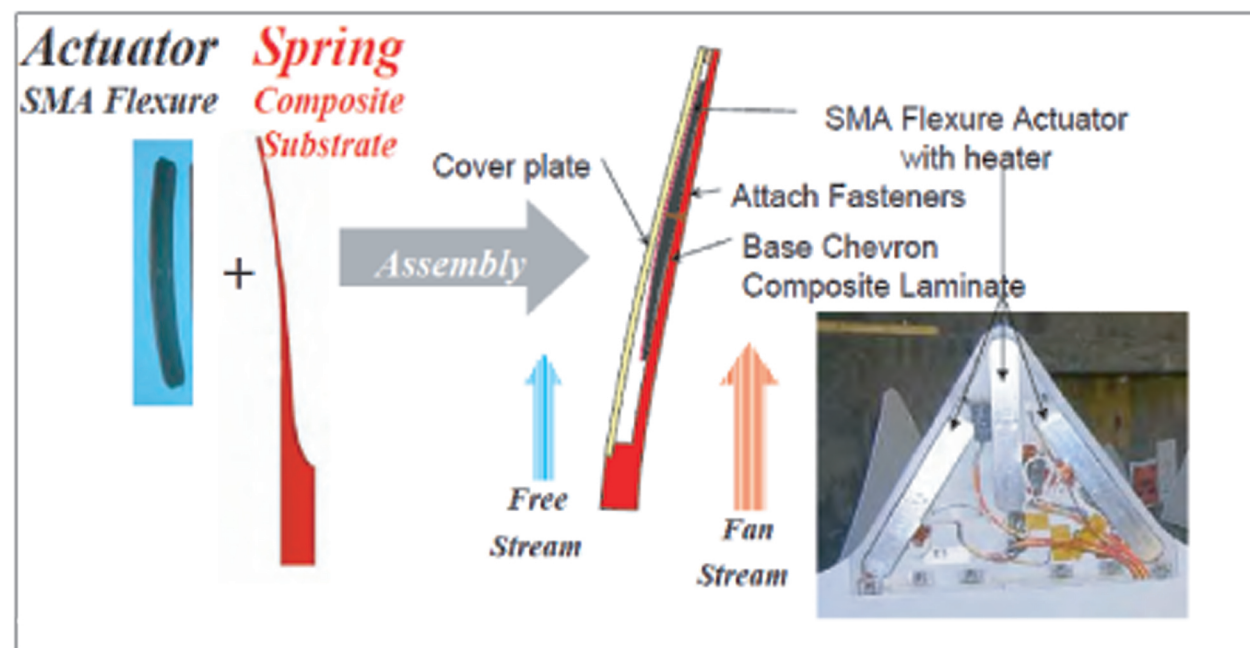 Actuator
SMA Flexure
Spring
Composite
Substrate
Assembly
Cover plate
SMA Flexure Actuator
with heater
Attach Fasteners
Base Chevron
Composite Laminate
Free
Stream
Fan
Stream